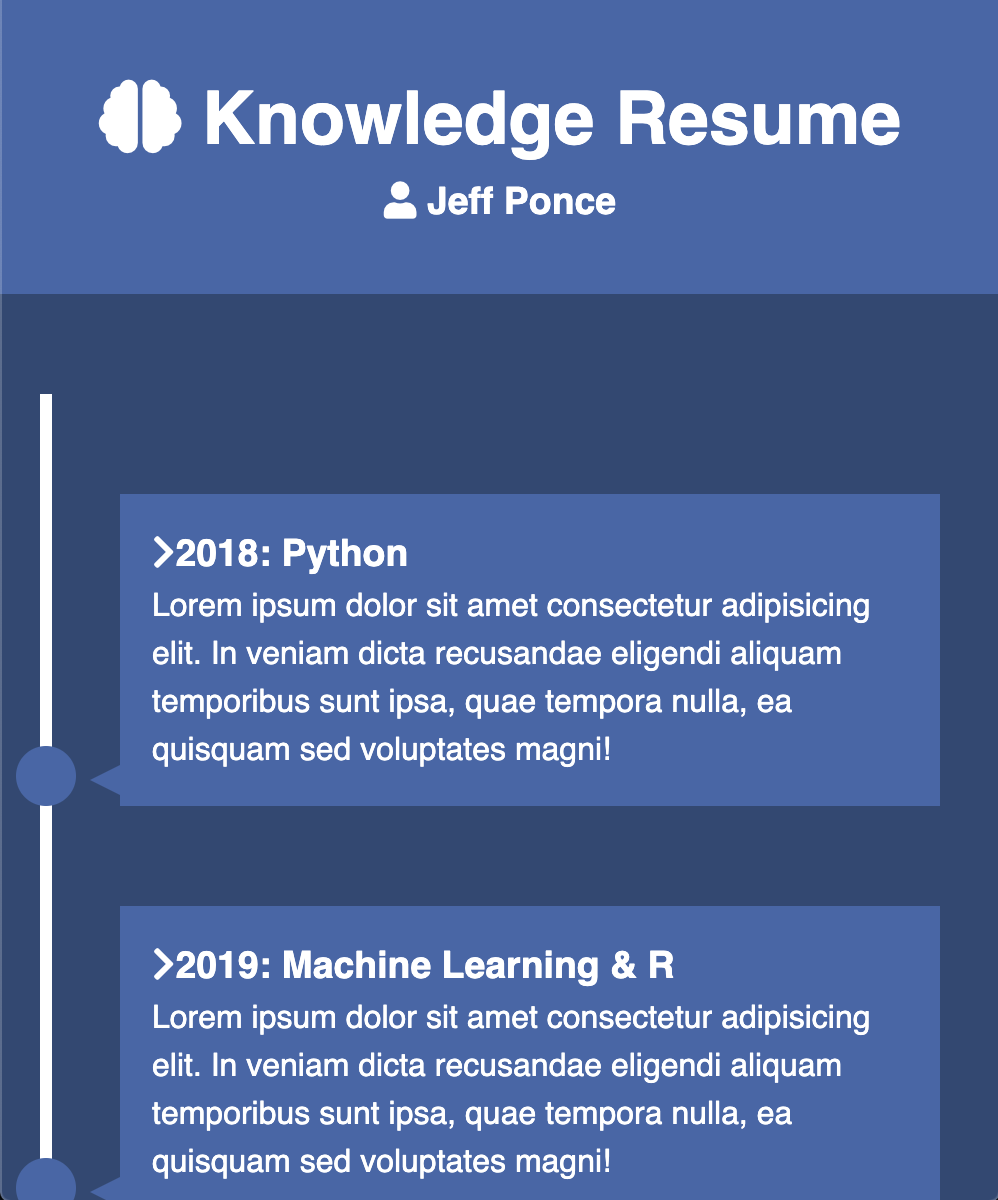 Knowledge Resume
Jeff Ponce
2018: Python
Lorem ipsum dolor sit amet consectetur adipisicing
elit. In veniam dicta recusandae eligendi aliquam
temporibus sunt ipsa, quae tempora nulla, ea
quisquam sed voluptates magni!
2019: Machine Learning & R
Lorem ipsum dolor sit amet consectetur adipisicing
elit. In veniam dicta recusandae eligendi aliquam
temporibus sunt ipsa, quae tempora nulla, ea
quisquam sed voluptates magni!